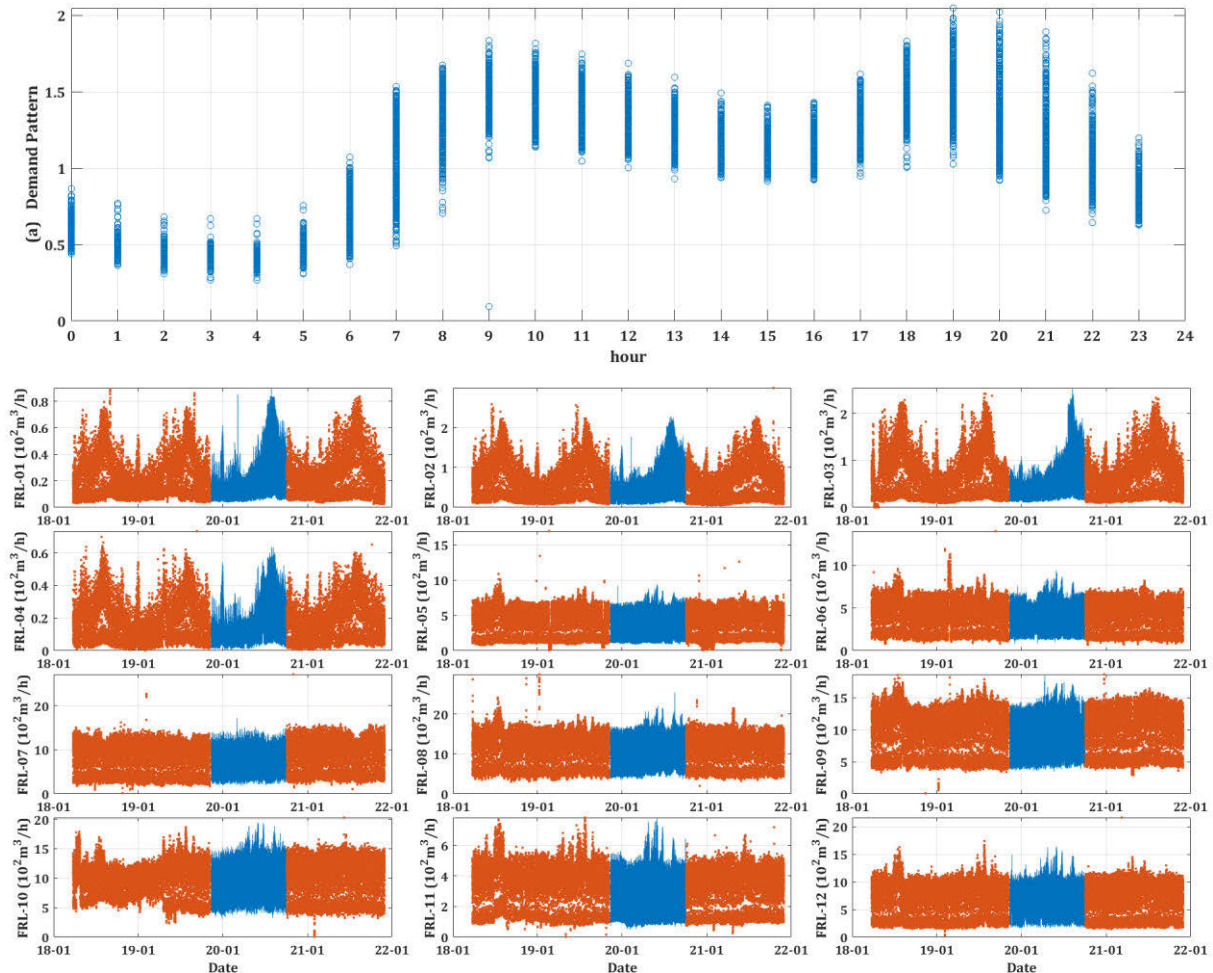 2
1.5
1
0.5
0
(a) Demand Pattern
0 1 2 3 4 5 6 7 8 9 10 11 12 13 14 15 16 17 18 19 20 21 22 23 24
hour
FRL-01 (10²m³/h)
0.8
0.6
0.4
0.2
0
18-01 19-01 20-01 21-01 22-01
FRL-02 (10²m³/h)
2
1
0
18-01 19-01 20-01 21-01 22-01
FRL-03 (10²m³/h)
2
1
0
18-01 19-01 20-01 21-01 22-01
FRL-04 (10²m³/h)
0.6
0.4
0.2
0
18-01 19-01 20-01 21-01 22-01
FRL-05 (10²m³/h)
15
10
5
0
18-01 19-01 20-01 21-01 22-01
FRL-06 (10²m³/h)
10
5
0
18-01 19-01 20-01 21-01 22-01
FRL-07 (10²m³/h)
20
10
0
18-01 19-01 20-01 21-01 22-01
FRL-08 (10²m³/h)
20
10
0
18-01 19-01 20-01 21-01 22-01
FRL-09 (10²m³/h)
15
10
5
0
18-01 19-01 20-01 21-01 22-01
FRL-10 (10²m³/h)
20
15
10
5
0
18-01 19-01 20-01 21-01 22-01
Date
FRL-11 (10²m³/h)
6
4
2
0
18-01 19-01 20-01 21-01 22-01
Date
FRL-12 (10²m³/h)
20
15
10
5
0
18-01 19-01 20-01 21-01 22-01
Date